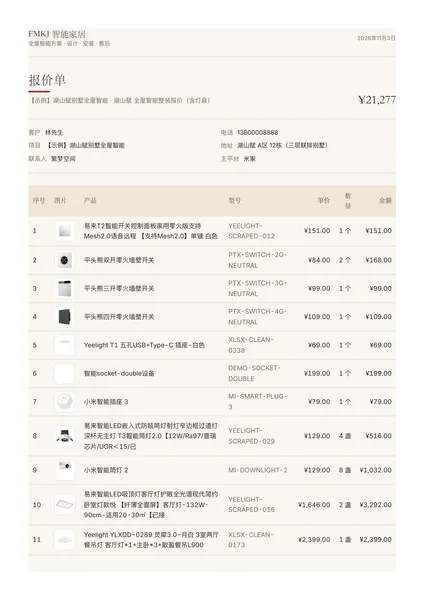 FMKJ 智能家居
全屋智能方案 · 设计 · 安装 · 售后
2026年11月3日
报价单
【示例】湖山赋别墅全屋智能 · 湖山赋 全屋智能整装报价（含灯具）
¥21,277
客户 林先生
电话 13800008888
项目 【示例】湖山赋别墅全屋智能
地址 湖山赋 A区 12栋（三层联排别墅）
联系人 繁梦空间
主平台 米家
序号 图片 产品 型号 单价 数量 金额
1 易来T2智能开关控制面板家用零火版支持 YEELIGHT- ¥151.00 1 个 ¥151.00
Mesh2.0语音远程 【支持Mesh2.0】单键 白色 SCRAPED-012
2 平头熊双开零火墙壁开关 PTX-SWITCH-2G- ¥84.00 2 个 ¥168.00
NEUTRAL
3 平头熊三开零火墙壁开关 PTX-SWITCH-3G- ¥99.00 1 个 ¥99.00
NEUTRAL
4 平头熊四开零火墙壁开关 PTX-SWITCH-4G- ¥109.00 1 个 ¥109.00
NEUTRAL
5 Yeelight T1 五孔USB+Type-C 插座-白色 XLSX-CLEAN- ¥69.00 1 个 ¥69.00
0338
6 智能socket-double设备 DEMO-SOCKET- ¥199.00 1 个 ¥199.00
DOUBLE
7 小米智能插座 3 MI-SMART-PLUG- ¥79.00 1 个 ¥79.00
3
8 易来智能LED嵌入式防眩筒灯射灯窄边框过道灯 YEELIGHT- ¥129.00 4 盏 ¥516.00
深杯无主灯 T3智能筒灯2.0【12W/Ra97/普瑞 SCRAPED-029
芯片/UGR＜15/已
9 小米智能筒灯 2 MI-DOWNLIGHT-2 ¥129.00 8 盏 ¥1,032.00
10 易来智能LED吸顶灯客厅灯护眼全光谱现代简约 YEELIGHT- ¥1,646.00 2 盏 ¥3,292.00
卧室灯歆悦 【纤薄全面屏】客厅灯-132W- SCRAPED-016
90cm-适用20-30㎡【已接
11 Yeelight YLXDD-0289 灵犀3.0-月白 3室两厅 XLSX-CLEAN- ¥2,399.00 1 盏 ¥2,399.00
餐吊灯 客厅灯*1+主卧*3+歆盈餐吊L900 0173